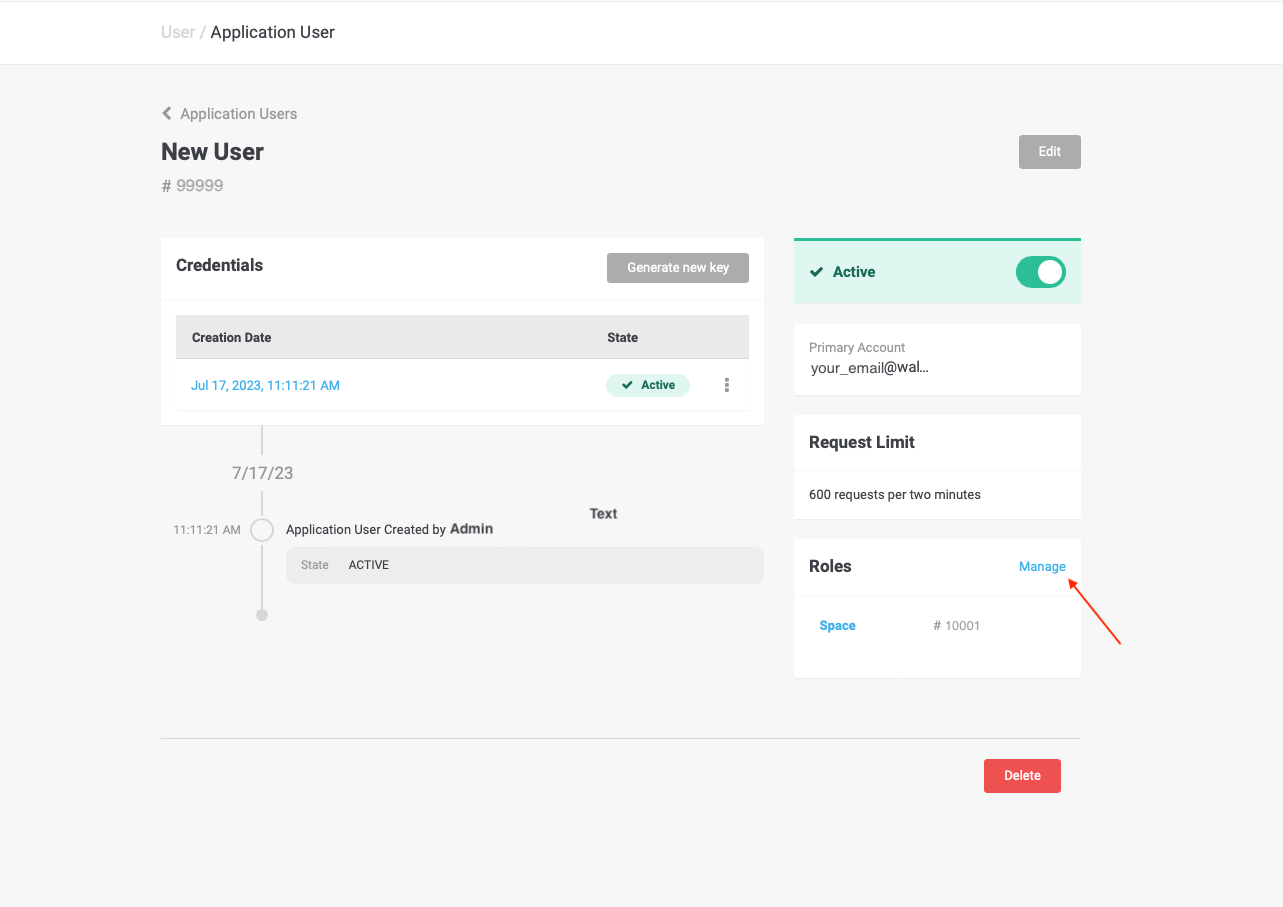 User / Application User
Application Users
New User
# 99999
Edit
Credentials
Generate new key
Creation Date State
Jul 17, 2023, 11:11:21 AM Active
7/17/23
Text
11:11:21 AM Application User Created by Admin
State ACTIVE
Active
Primary Account
your_email@wal...
Request Limit
600 requests per two minutes
Roles Manage
Space # 10001
Delete